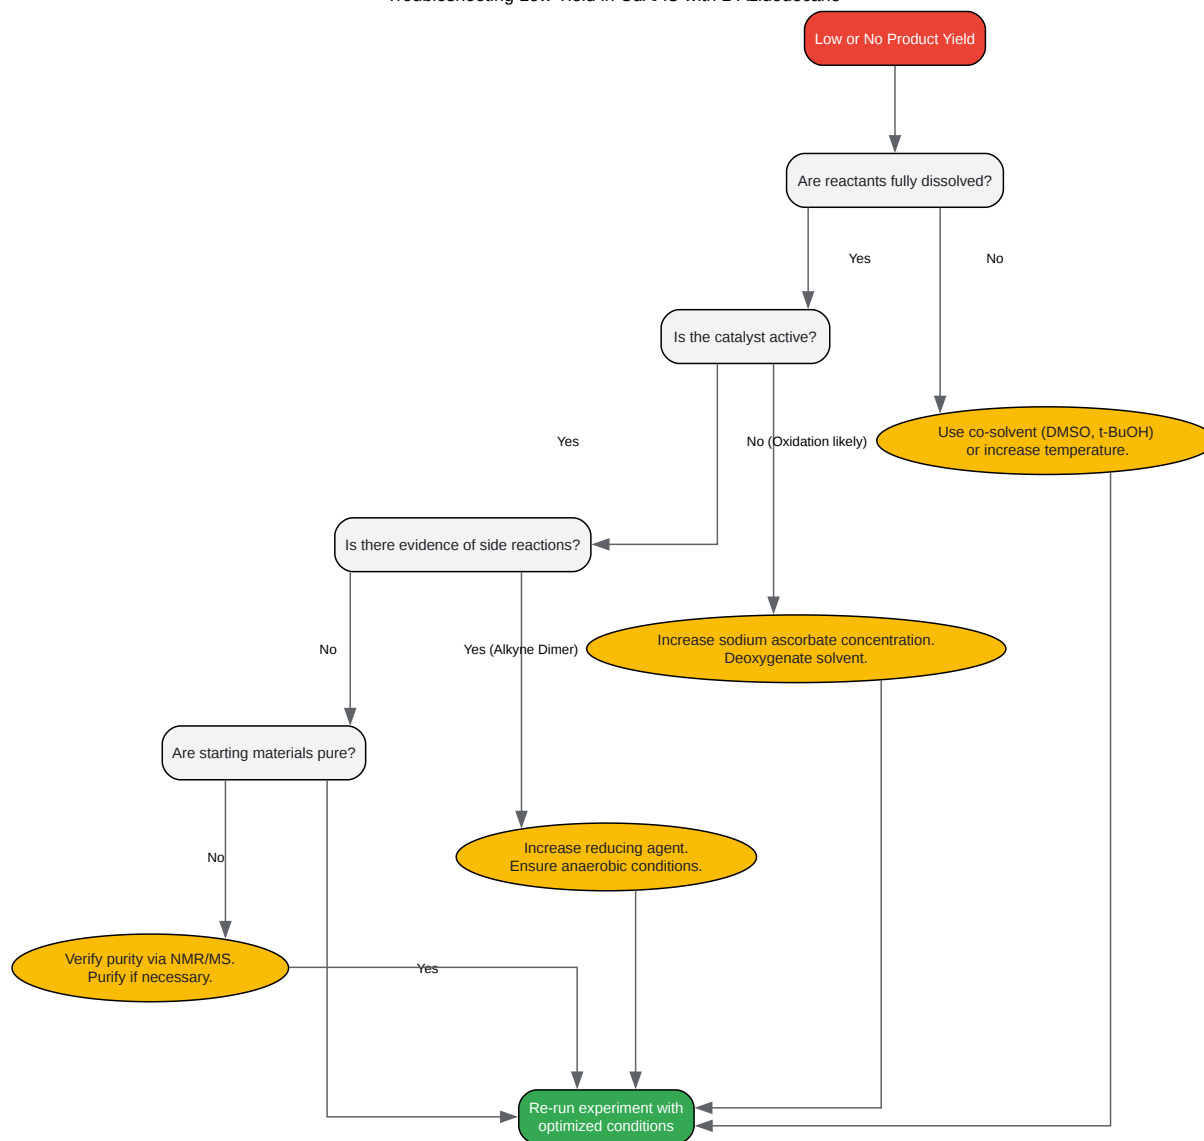 Low or No Product Yield
Are reactants fully dissolved?
Yes
No
Is the catalyst active?
Use co-solvent (DMSO, t-BuOH)
or increase temperature.
Yes
No (Oxidation likely)
Is there evidence of side reactions?
Increase sodium ascorbate concentration.
Deoxygenate solvent.
No
Yes (Alkyne Dimer)
Are starting materials pure?
Increase reducing agent.
Ensure anaerobic conditions.
No
Verify purity via NMR/MS.
Purify if necessary.
Yes
Re-run experiment with
optimized conditions